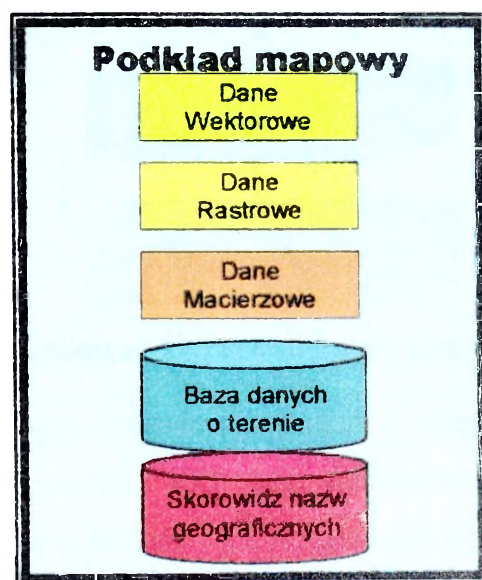 Podkład mapowy
Dane
Wektorowe
Dane
Rastrowe
Dane
Macierzowe
Baza danych
o terenie
Skorowidz nazw
geograficznych